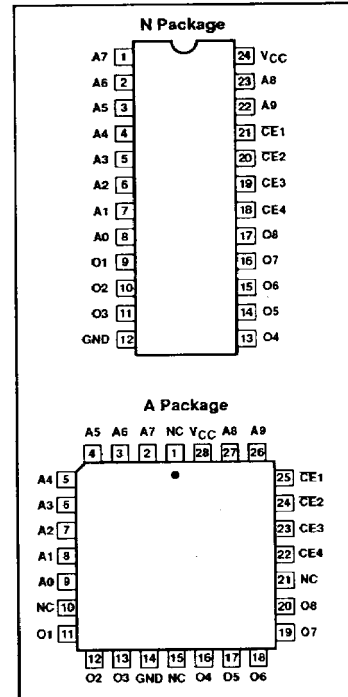 N Package
A7 1 24 VCC
A6 2 23 A8
A5 3 22 A9
A4 4 21 C̅E̅1
A3 5 20 C̅E̅2
A2 6 19 CE3
A1 7 18 CE4
A0 8 17 O8
O1 9 16 O7
O2 10 15 O6
O3 11 14 O5
GND 12 13 O4
A Package
A5 A6 A7 NC VCC A8 A9
4 3 2 1 28 27 26
A4 5 25 C̅E̅1
A3 6 24 C̅E̅2
A2 7 23 CE3
A1 8 22 CE4
A0 9 21 NC
NC 10 20 O8
O1 11 19 O7
12 13 14 15 16 17 18
O2 O3 GND NC O4 O5 O6